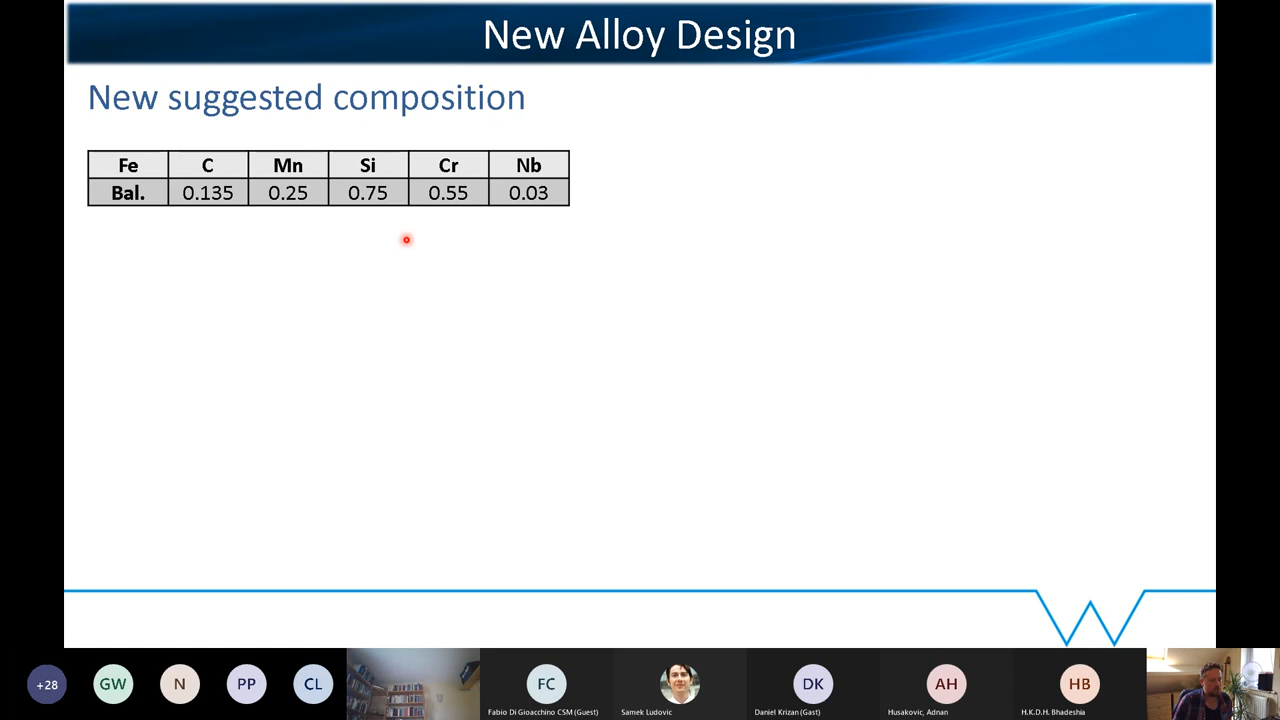 New Alloy Design
New suggested composition
Fe C Mn Si Cr Nb
Bal. 0.135 0.25 0.75 0.55 0.03
+28 GW N PP CL FC DK AH HB
Fabio Di Gioacchino CSM (Guest) Samek Ludovic Daniel Krizan (Gast) Husakovic, Adnan H.K.D.H. Bhadeshia